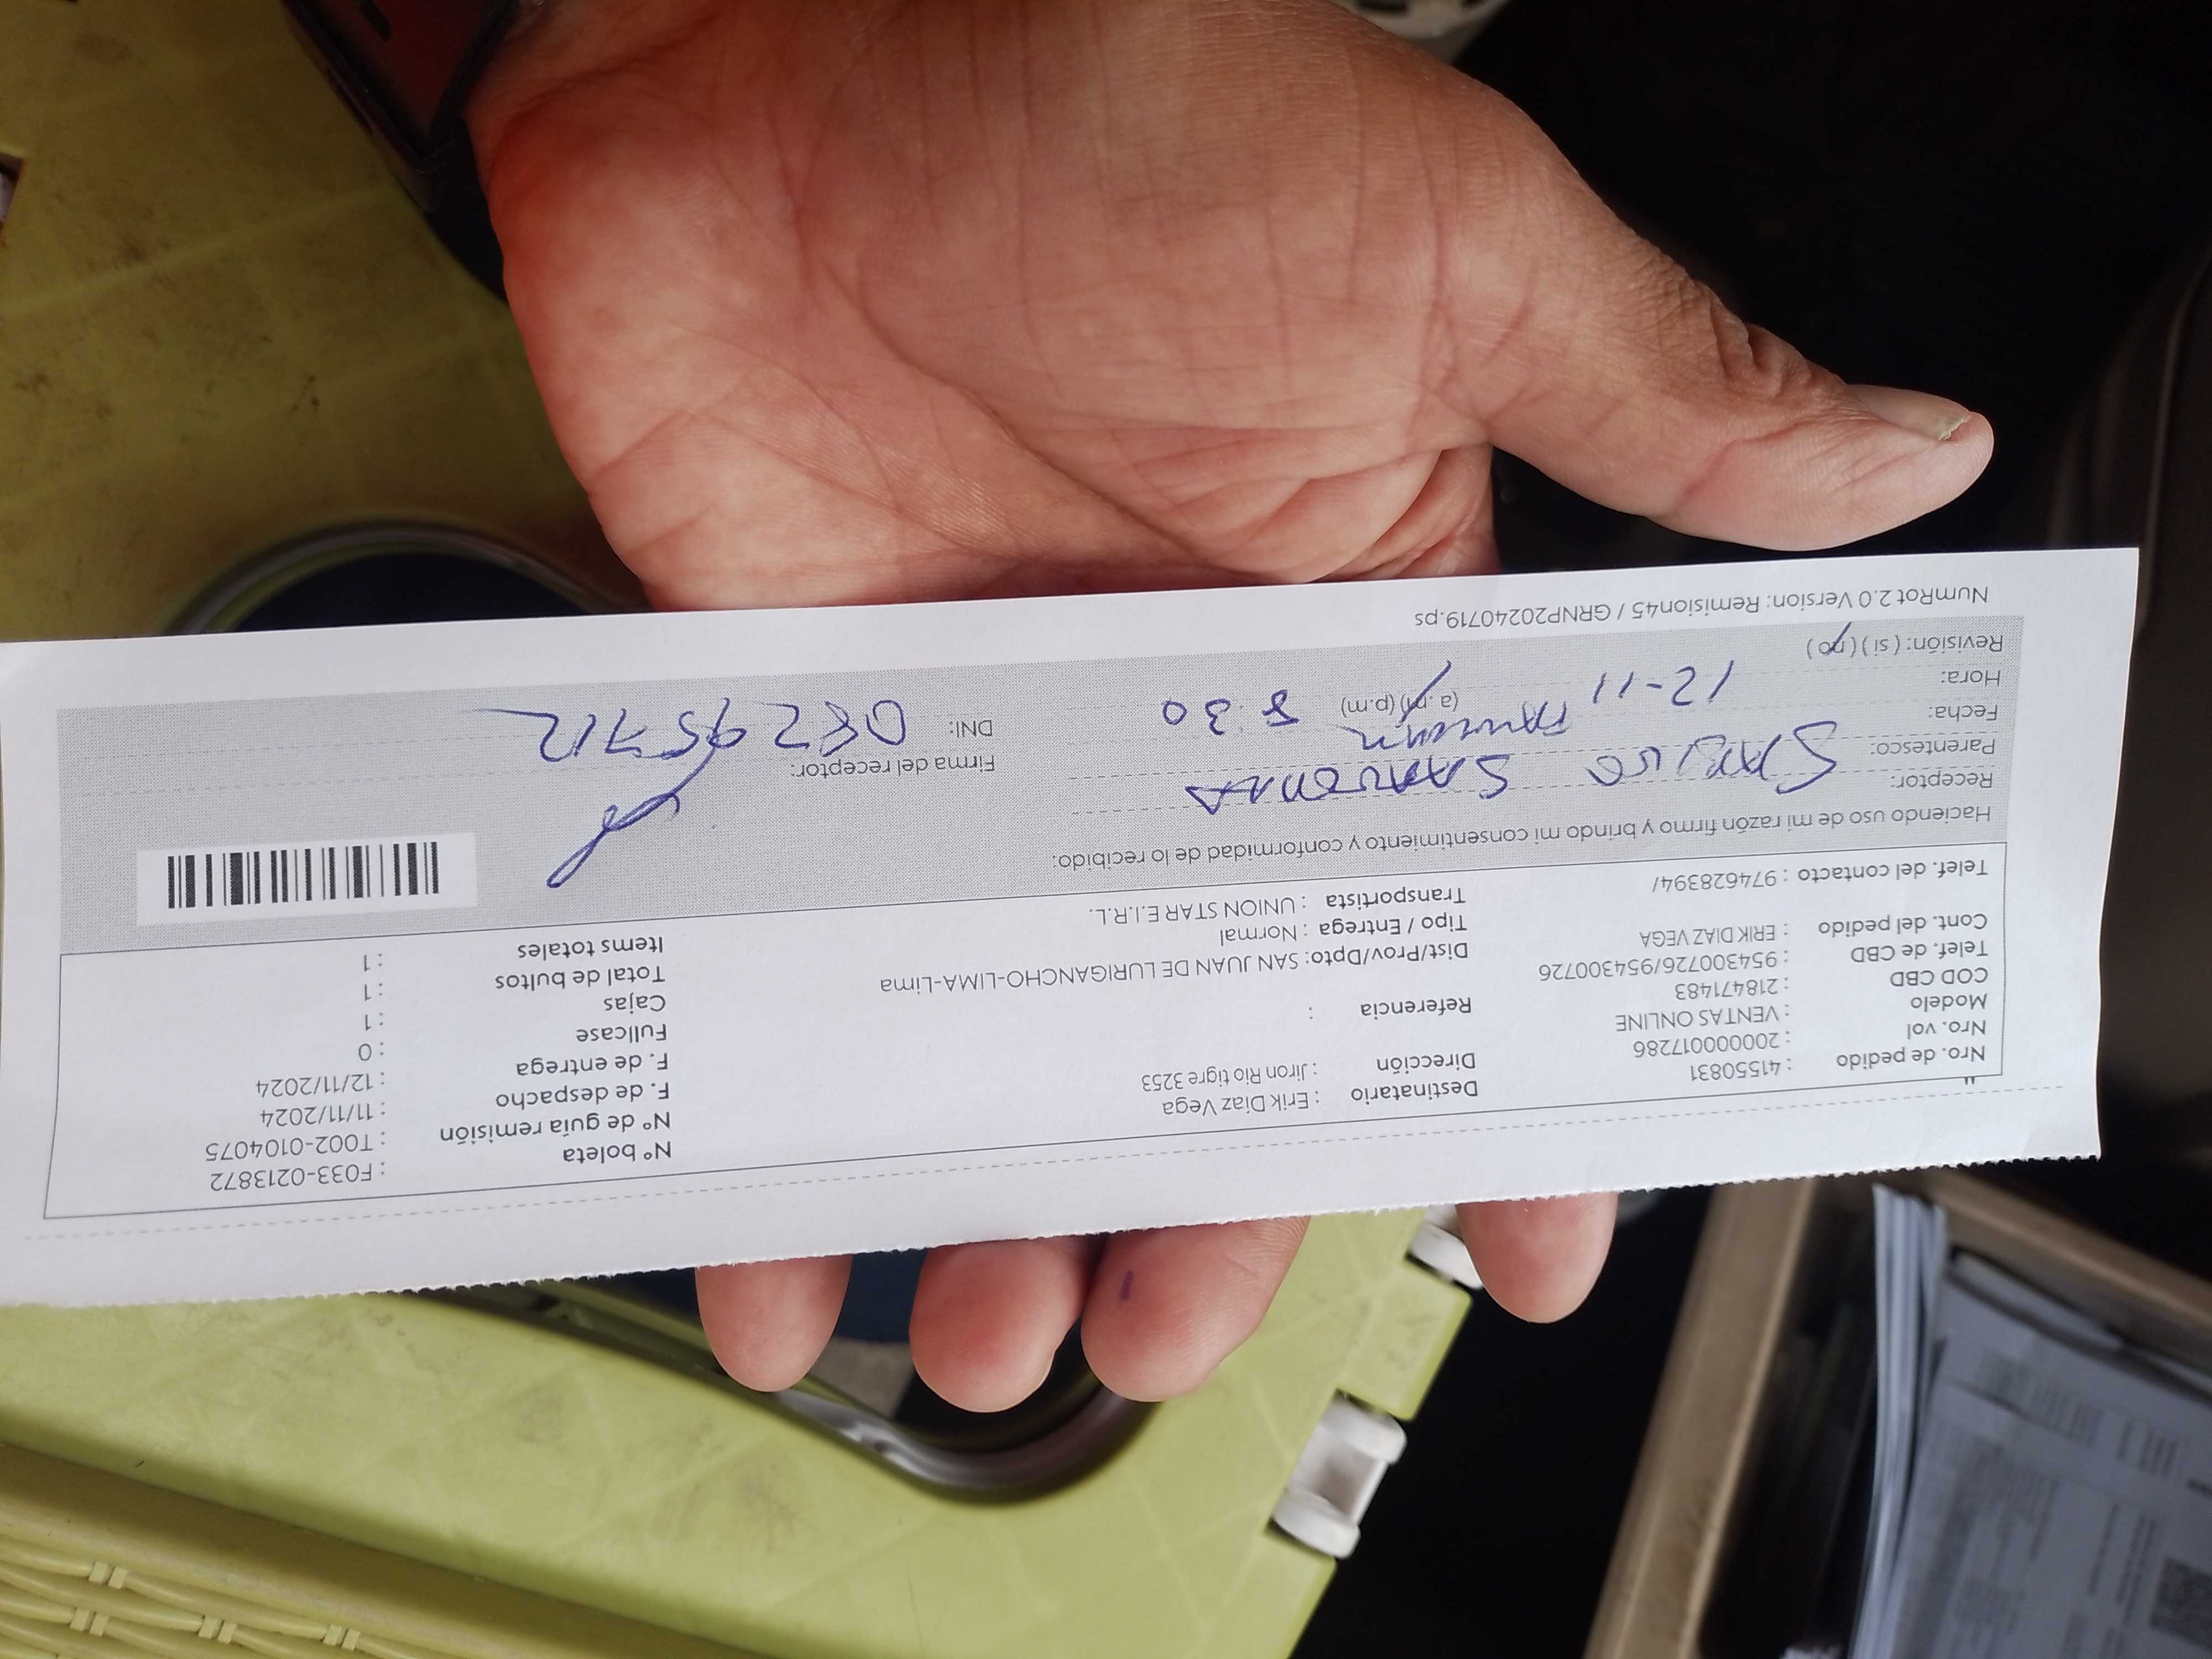 Nro. de pedido : 41550831
Nro. vol : 20000017286
Modelo : VENTAS ONLINE
COD CBD : 218471483
Telef. de CBD : 954300726/954300726
Cont. del pedido : ERIK DIAZ VEGA
Telef. del contacto : 974628394/
Destinatario : Erik Diaz Vega
Dirección : Jiron Rio tigre 3253
Referencia :
Dist/Prov/Dpto: SAN JUAN DE LURIGANCHO-LIMA-Lima
Tipo / Entrega : Normal
Transportista : UNION STAR E.I.R.L.
N° boleta : F033-0213872
N° de guía remisión : T002-0104075
F. de despacho : 11/11/2024
F. de entrega : 12/11/2024
Fullcase : 0
Cajas : 1
Total de bultos : 1
Items totales : 1
Haciendo uso de mi razón firmo y brindo mi consentimiento y conformidad de lo recibido:
Receptor:
Parentesco:
Fecha: 12-11
Hora: 8 30 (a.m) (p.m)
Revisión: ( si ) ( no )
Firma del receptor:
DNI: 08295712
NumRot 2.0 Version: Remision45 / GRNP20240719.ps